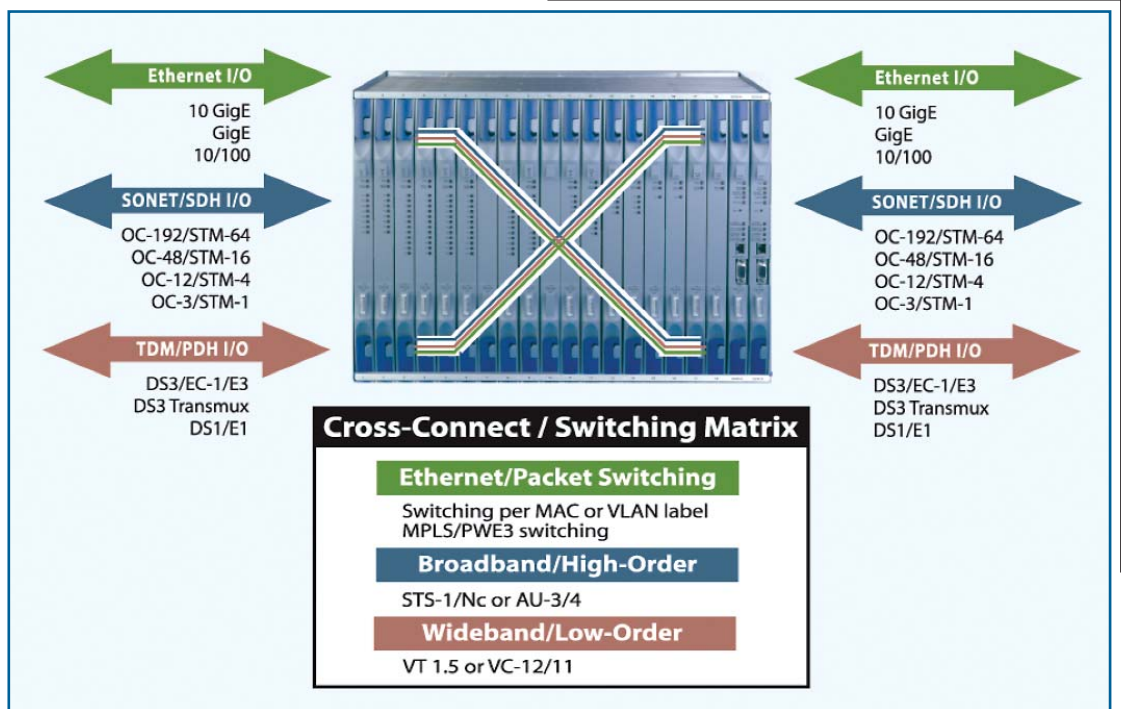 Ethernet I/O
10 GigE
GigE
10/100
SONET/SDH I/O
OC-192/STM-64
OC-48/STM-16
OC-12/STM-4
OC-3/STM-1
TDM/PDH I/O
DS3/EC-1/E3
DS3 Transmux
DS1/E1
Ethernet I/O
10 GigE
GigE
10/100
SONET/SDH I/O
OC-192/STM-64
OC-48/STM-16
OC-12/STM-4
OC-3/STM-1
TDM/PDH I/O
DS3/EC-1/E3
DS3 Transmux
DS1/E1
Cross-Connect / Switching Matrix
Ethernet/Packet Switching
Switching per MAC or VLAN label
MPLS/PWE3 switching
Broadband/High-Order
STS-1/Nc or AU-3/4
Wideband/Low-Order
VT 1.5 or VC-12/11